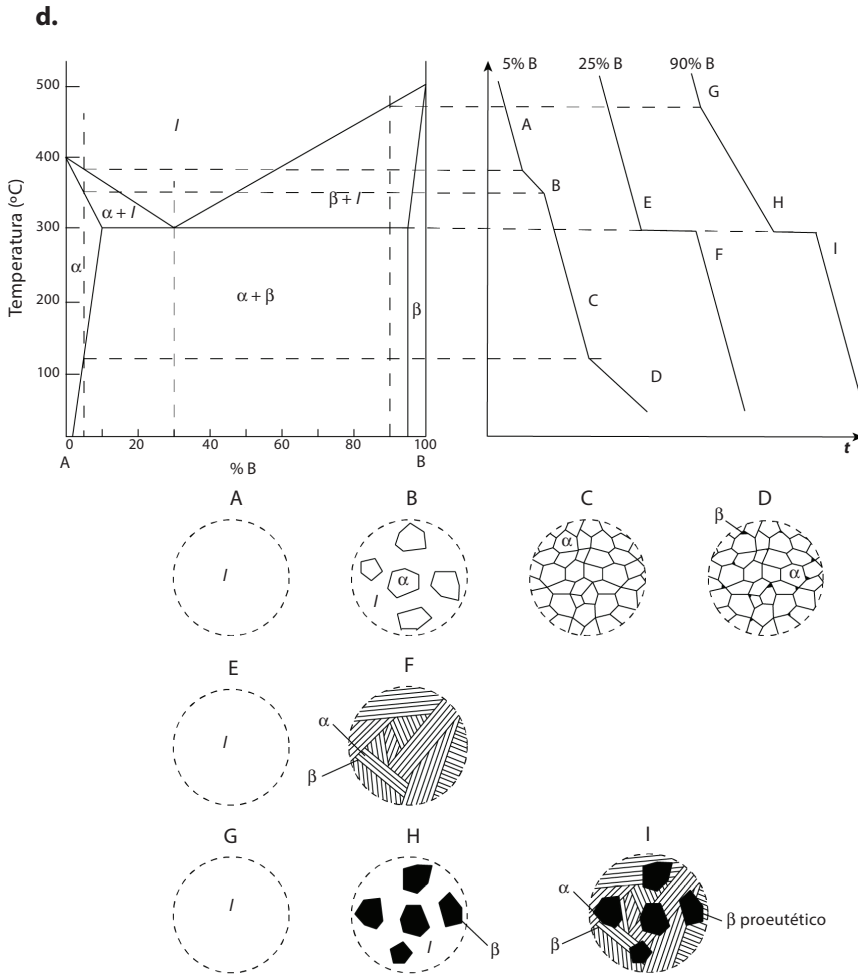 d.
5% B 25% B 90% B
G
500
l
A
400
β + l
B
α + l
E
H
300
F
I
α
α + β
β
200
C
100
D
Temperatura (ºC)
0 20 40 60 80 100
A % B B
t
A B C D
β
α
α
α
l
l
E F
l
α
β
G H I
l
α
β proeutético
β
l
β